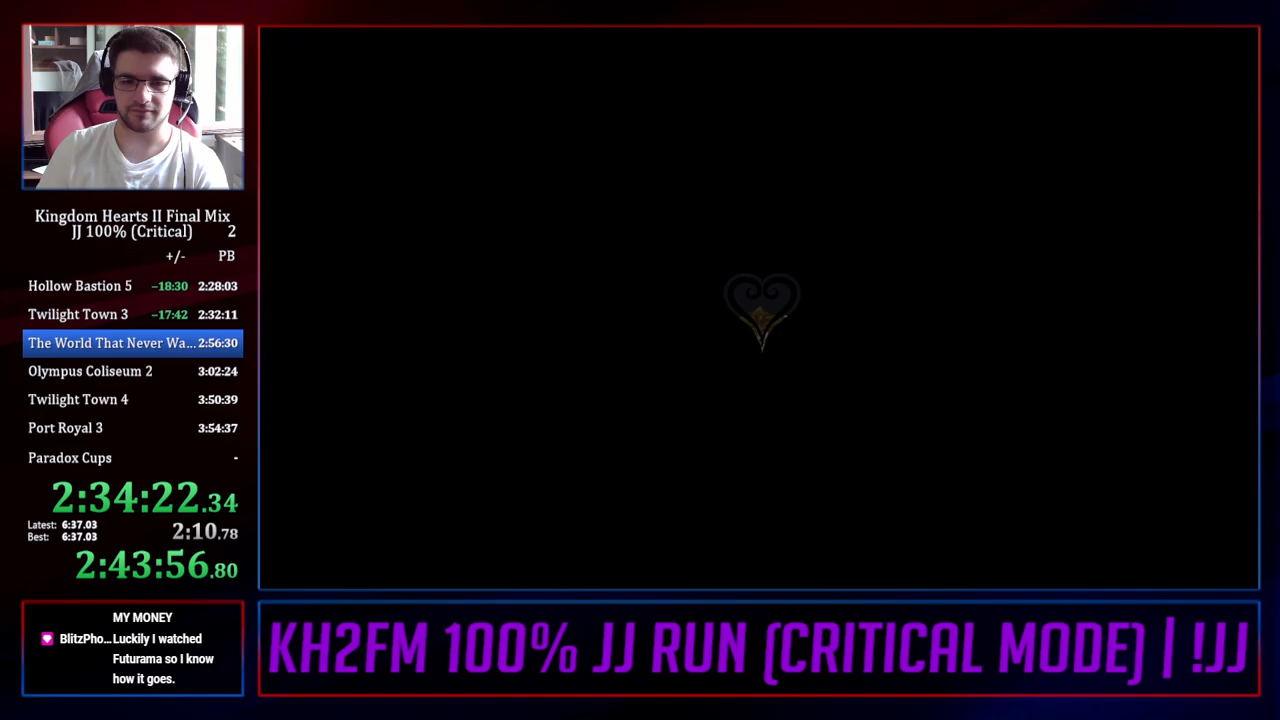 Kingdom Hearts II Final Mix
JJ 100% (Critical) 2
+/- PB
Hollow Bastion 5 −18:30 2:28:03
Twilight Town 3 −17:42 2:32:11
The World That Never Wa... 2:56:30
Olympus Coliseum 2 3:02:24
Twilight Town 4 3:50:39
Port Royal 3 3:54:37
Paradox Cups -
2:34:22.34
Latest: 6:37.03
Best: 6:37.03
2:10.78
2:43:56.80
MY MONEY
BlitzPho... Luckily I watched
Futurama so I know
how it goes.
KH2FM 100% JJ RUN (CRITICAL MODE) | !JJ